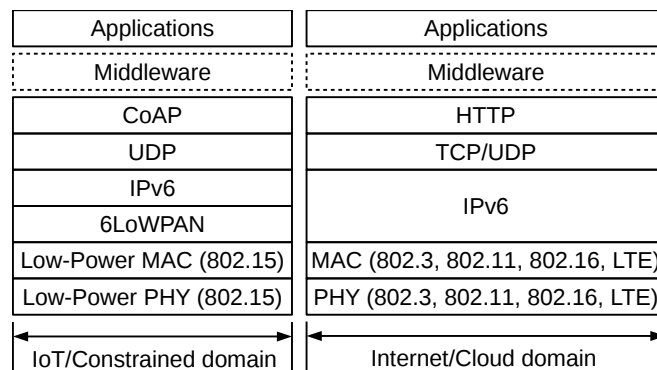 Applications
Middleware
CoAP
UDP
IPv6
6LoWPAN
Low-Power MAC (802.15)
Low-Power PHY (802.15)
IoT/Constrained domain
Applications
Middleware
HTTP
TCP/UDP
IPv6
MAC (802.3, 802.11, 802.16, LTE)
PHY (802.3, 802.11, 802.16, LTE)
Internet/Cloud domain